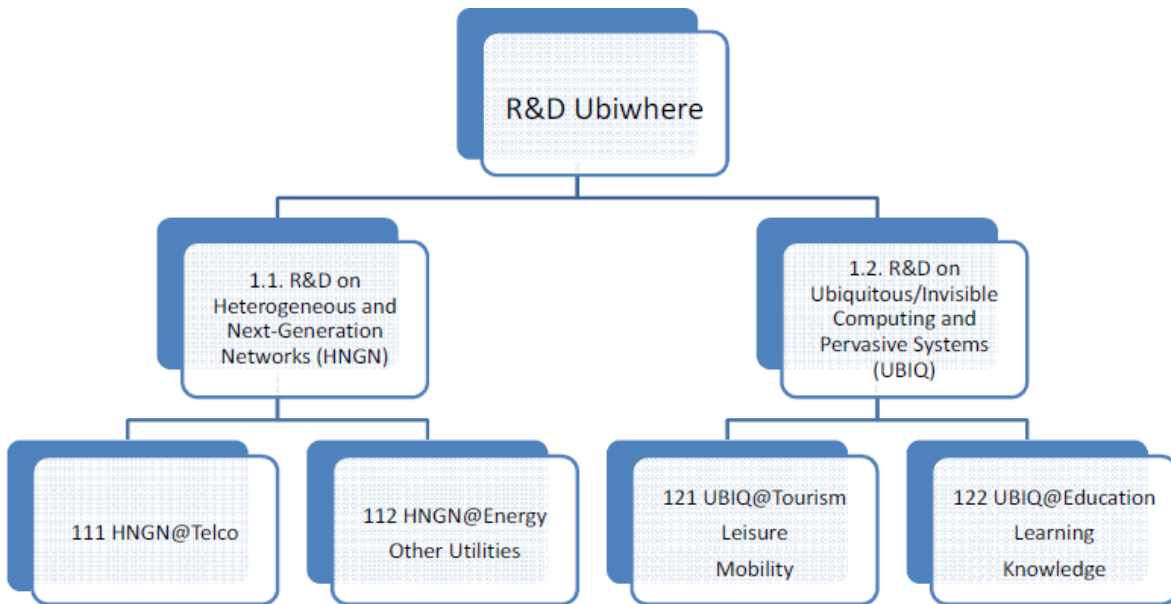 R&D Ubiwhere
1.1. R&D on
Heterogeneous and
Next-Generation
Networks (HNGN)
1.2. R&D on
Ubiquitous/Invisible
Computing and
Pervasive Systems
(UBIQ)
111 HNGN@Telco
112 HNGN@Energy
Other Utilities
121 UBIQ@Tourism
Leisure
Mobility
122 UBIQ@Education
Learning
Knowledge